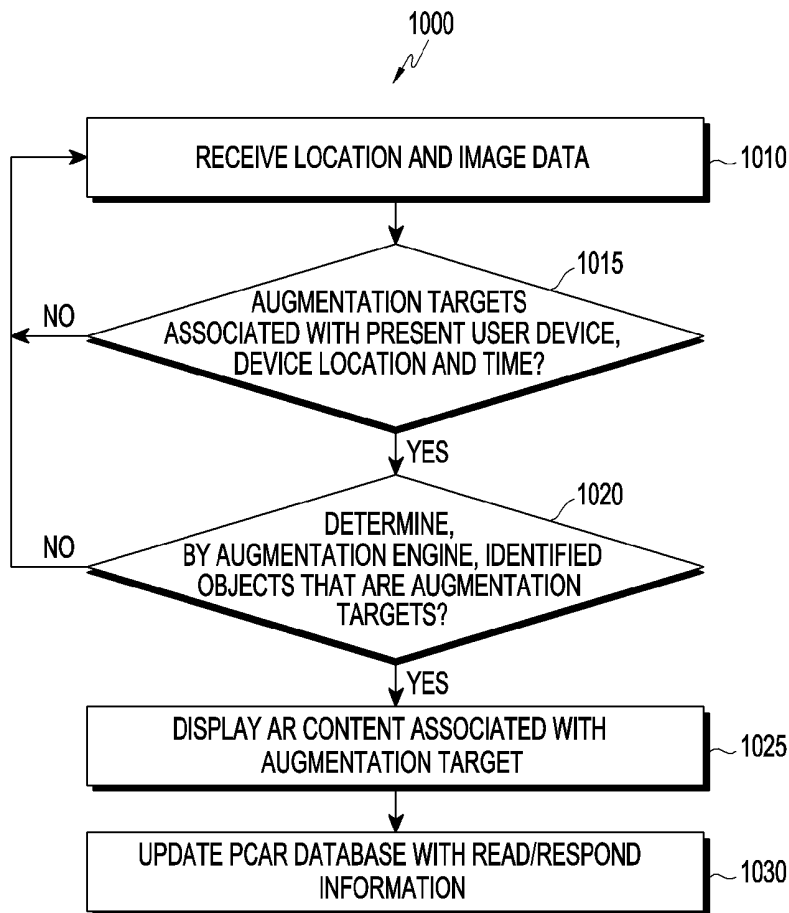 1000
RECEIVE LOCATION AND IMAGE DATA
1010
1015
AUGMENTATION TARGETS
ASSOCIATED WITH PRESENT USER DEVICE,
DEVICE LOCATION AND TIME?
NO
YES
1020
DETERMINE,
BY AUGMENTATION ENGINE, IDENTIFIED
OBJECTS THAT ARE AUGMENTATION
TARGETS?
NO
YES
DISPLAY AR CONTENT ASSOCIATED WITH
AUGMENTATION TARGET
1025
UPDATE PCAR DATABASE WITH READ/RESPOND
INFORMATION
1030